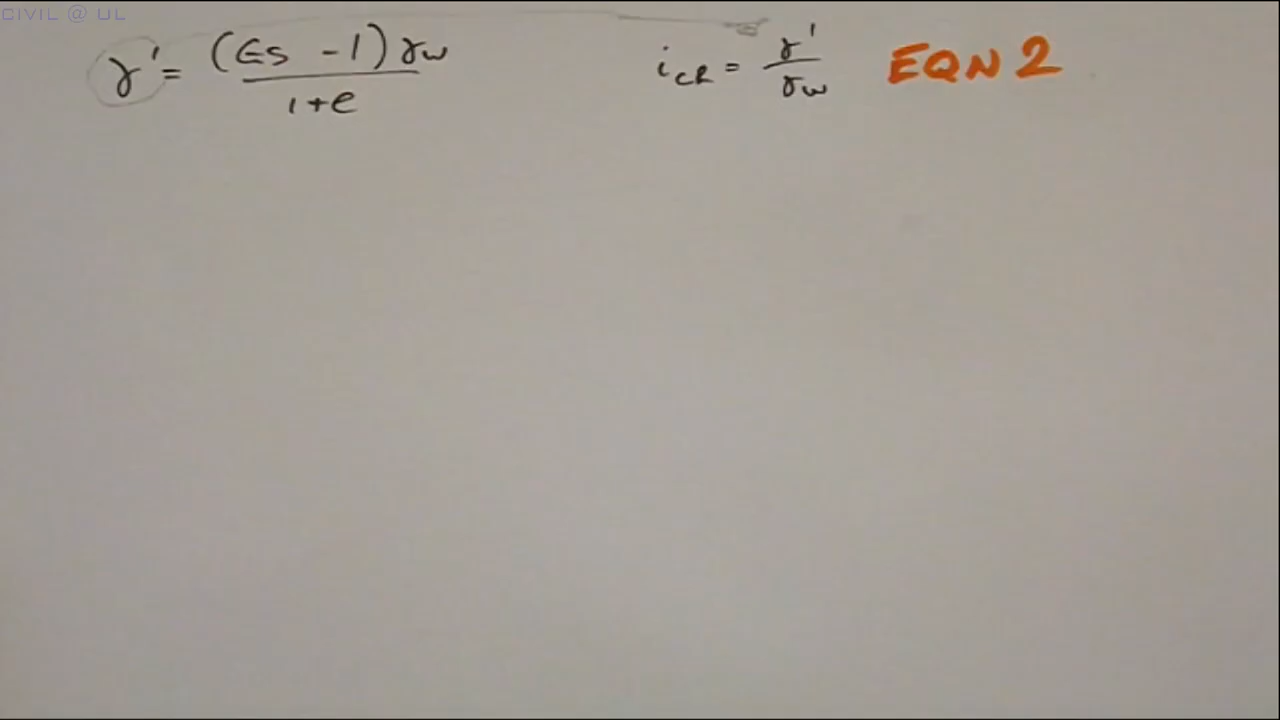 CIVIL @ UL
γ' = (Gs - 1) γw / 1+e
icr = γ' / γw EQN 2